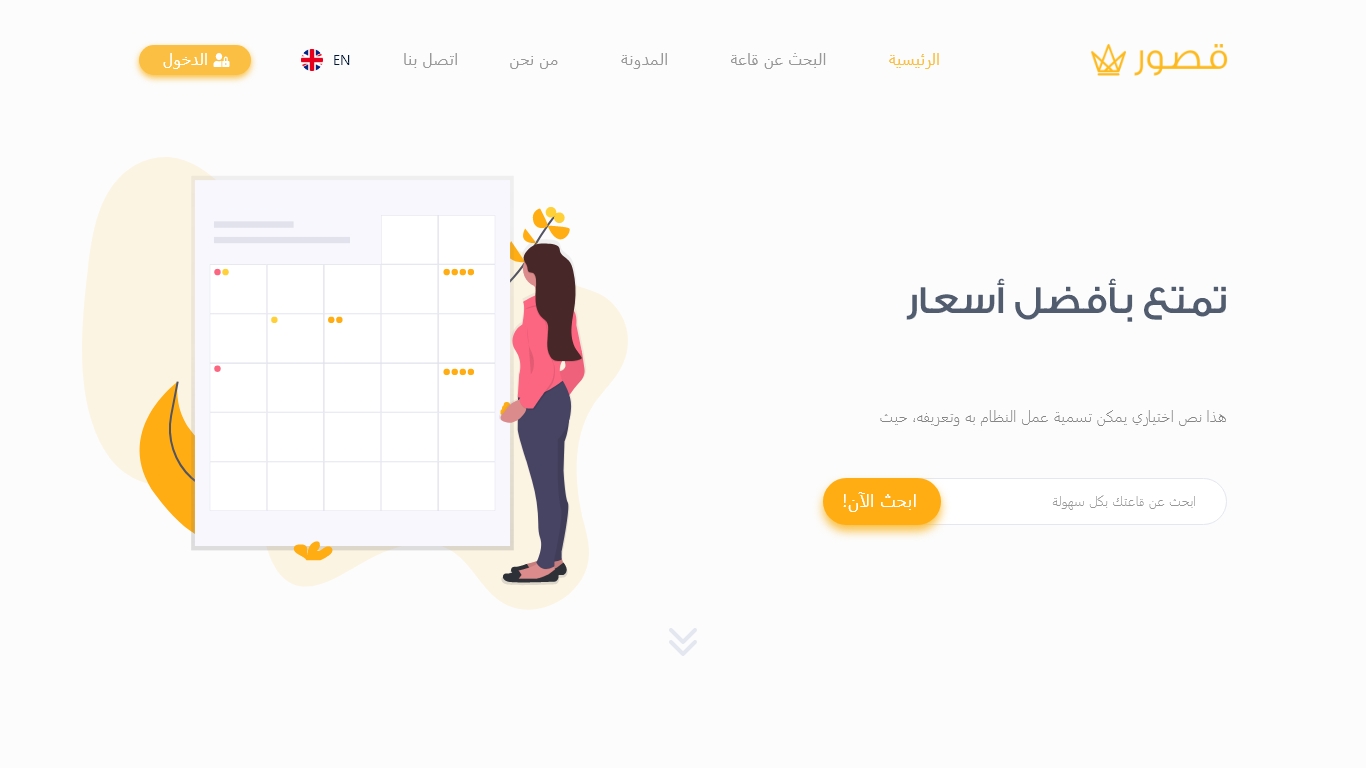 قصور
الرئيسية
البحث عن قاعة
المدونة
من نحن
اتصل بنا
EN
الدخول
تمتع بأفضل أسعار
هذا نص اختياري يمكن تسمية عمل النظام به وتعريفه، حيث
ابحث عن قاعتك بكل سهولة
ابحث الآن!